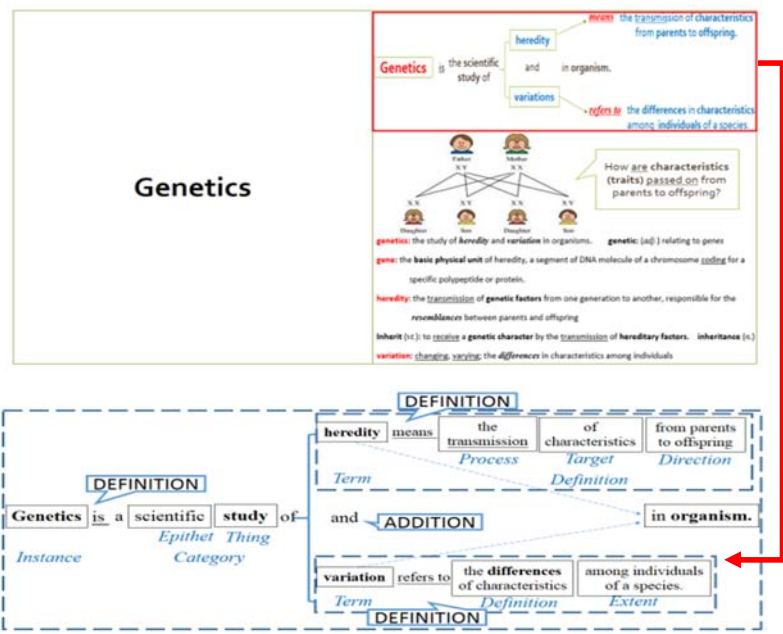 Genetics
means the transmission of characteristics
from parents to offspring.
heredity
Genetics is the scientific study of and in organism.
variations
refers to the differences in characteristics
among individuals of a species.
Father Mother
X Y X X
How are characteristics
(traits) passed on from
parents to offspring?
X X X Y X X X Y
Daughter Son Daughter Son
genetics: the study of heredity and variation in organisms. genetic: (adj.) relating to genes
gene: the basic physical unit of heredity, a segment of DNA molecule of a chromosome coding for a
specific polypeptide or protein.
heredity: the transmission of genetic factors from one generation to another, responsible for the
resemblances between parents and offspring
Inherit (v.t.): to receive a genetic character by the transmission of hereditary factors. inheritance (n.)
variation: changing, varying; the differences in characteristics among individuals
DEFINITION
heredity means the transmission of characteristics from parents to offspring
Process Target Direction
Term Definition
DEFINITION
Genetics is a scientific study of and in organism.
ADDITION
Epithet Thing
Instance Category
variation refers to the differences of characteristics among individuals of a species.
Term Definition Extent
DEFINITION